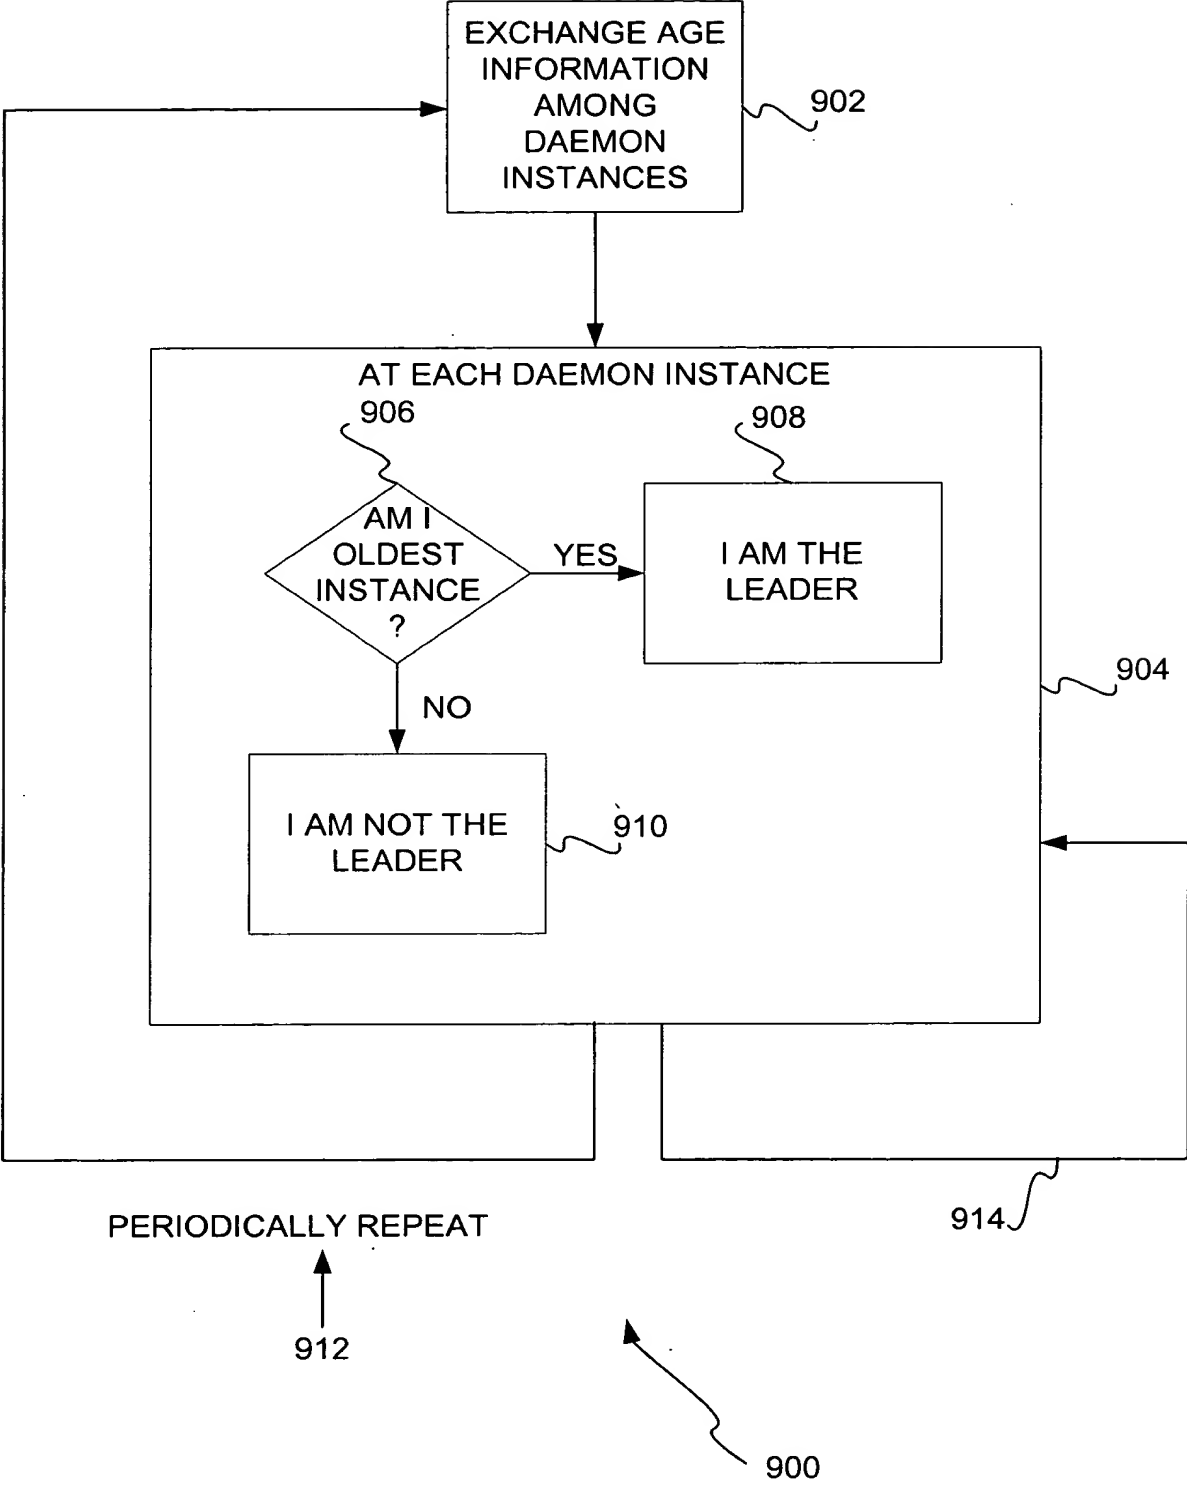 EXCHANGE AGE
INFORMATION
AMONG
DAEMON
INSTANCES
902
AT EACH DAEMON INSTANCE
906
908
AM I
OLDEST
INSTANCE
?
YES
I AM THE
LEADER
904
NO
I AM NOT THE
LEADER
910
914
PERIODICALLY REPEAT
912
900